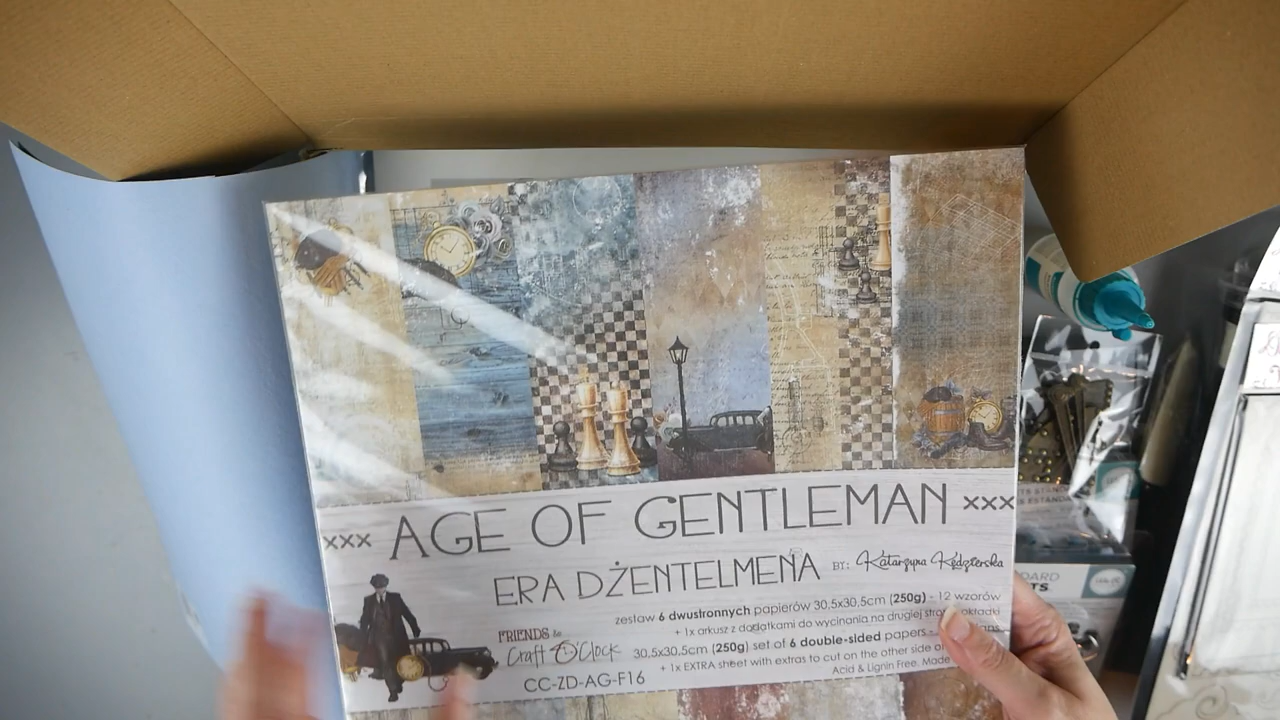 xxx AGE OF GENTLEMAN xxx
ERA DŻENTELMENA BY: Katarzyna Kędzierska
zestaw 6 dwustronnych papierów 30,5x30,5cm (250g) - 12 wzorów
+ 1x arkusz z dodatkami do wycinania na drugiej stronie okładki
FRIENDS &
Craft O'Clock
30,5x30,5cm (250g) set of 6 double-sided papers -
+ 1x EXTRA sheet with extras to cut on the other side of
Acid & Lignin Free, Made
CC-ZD-AG-F16